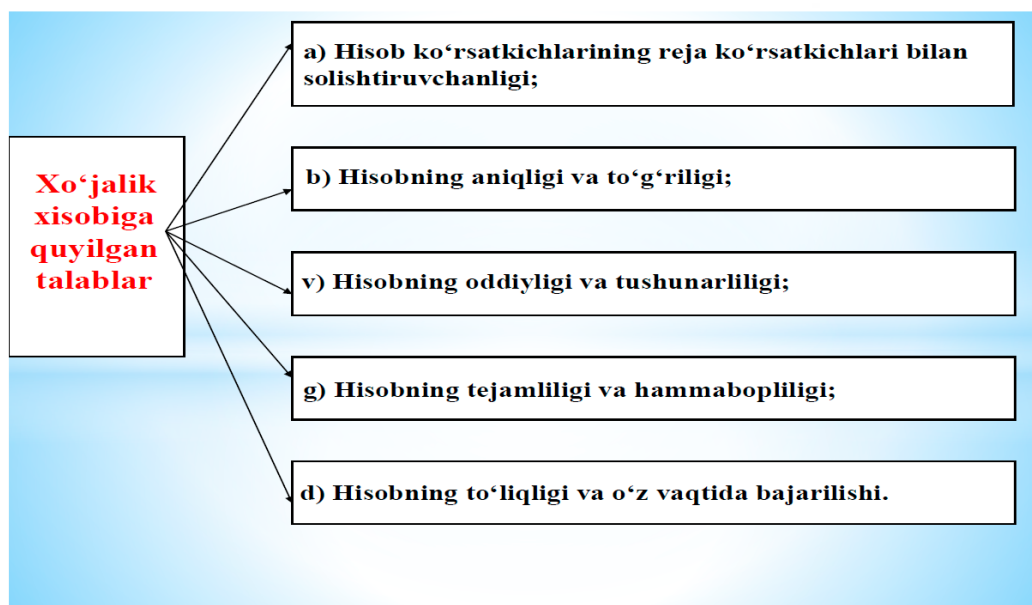 Xo‘jalik
xisobiga
quyilgan
talablar
a) Hisob ko‘rsatkichlarining reja ko‘rsatkichlari bilan
solishtiruvchanligi;
b) Hisobning aniqligi va to‘g‘riligi;
v) Hisobning oddiyligi va tushunarliligi;
g) Hisobning tejamliligi va hammabopliligi;
d) Hisobning to‘liqligi va o‘z vaqtida bajarilishi.